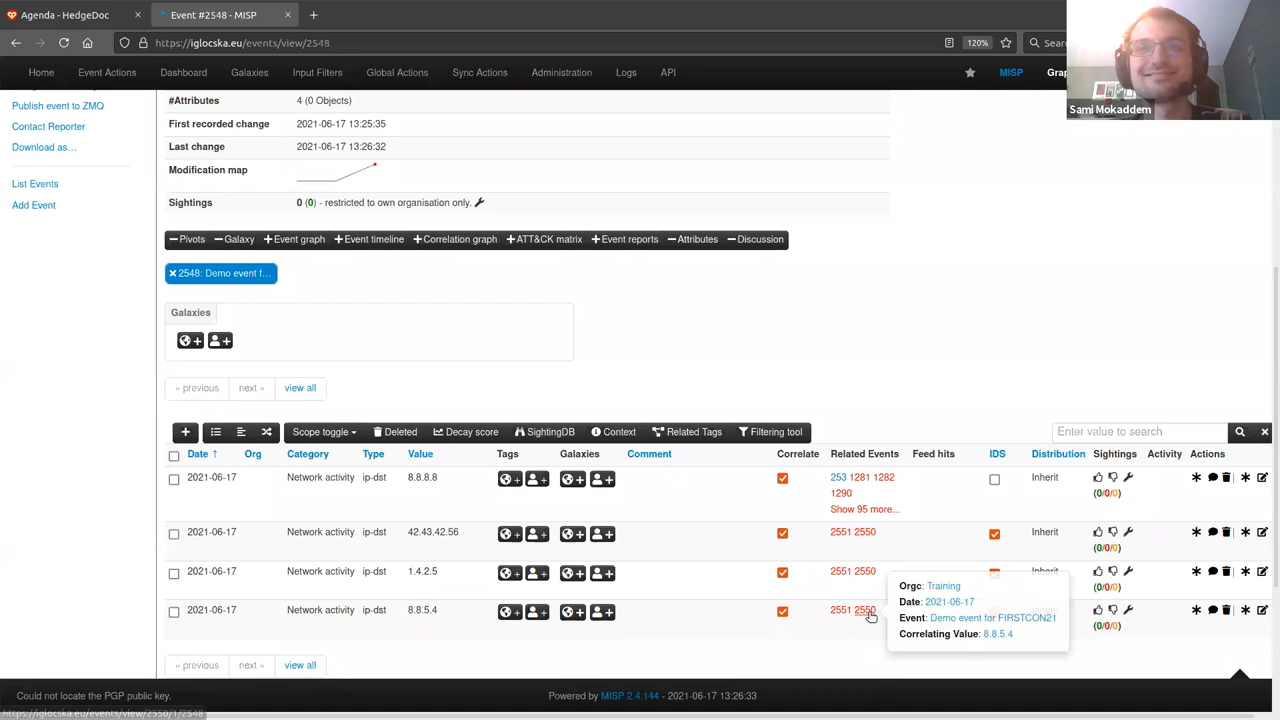 Agenda - HedgeDoc
Event #2548 - MISP
https://iglocska.eu/events/view/2548
120%
Sear
Home Event Actions Dashboard Galaxies Input Filters Global Actions Sync Actions Administration Logs API MISP Grap
Sami Mokaddem
Publish event to ZMQ
Contact Reporter
Download as…
List Events
Add Event
#Attributes 4 (0 Objects)
First recorded change 2021-06-17 13:25:35
Last change 2021-06-17 13:26:32
Modification map
Sightings 0 (0) - restricted to own organisation only.
Pivots Galaxy Event graph Event timeline Correlation graph ATT&CK matrix Event reports Attributes Discussion
2548: Demo event f...
Galaxies
« previous next » view all
Scope toggle Deleted Decay score SightingDB Context Related Tags Filtering tool Enter value to search
Date ↑ Org Category Type Value Tags Galaxies Comment Correlate Related Events Feed hits IDS Distribution Sightings Activity Actions
2021-06-17 Network activity ip-dst 8.8.8.8 253 1281 1282 Inherit
1290 (0/0/0)
Show 95 more...
2021-06-17 Network activity ip-dst 42.43.42.56 2551 2550 Inherit
(0/0/0)
2021-06-17 Network activity ip-dst 1.4.2.5 2551 2550 Inherit
(0/0/0)
2021-06-17 Network activity ip-dst 8.8.5.4 2551 2550
(0/0/0)
Orgc: Training
Date: 2021-06-17
Event: Demo event for FIRSTCON21
Correlating Value: 8.8.5.4
« previous next » view all
Could not locate the PGP public key. Powered by MISP 2.4.144 - 2021-06-17 13:26:33
https://iglocska.eu/events/view/2550/1/2548